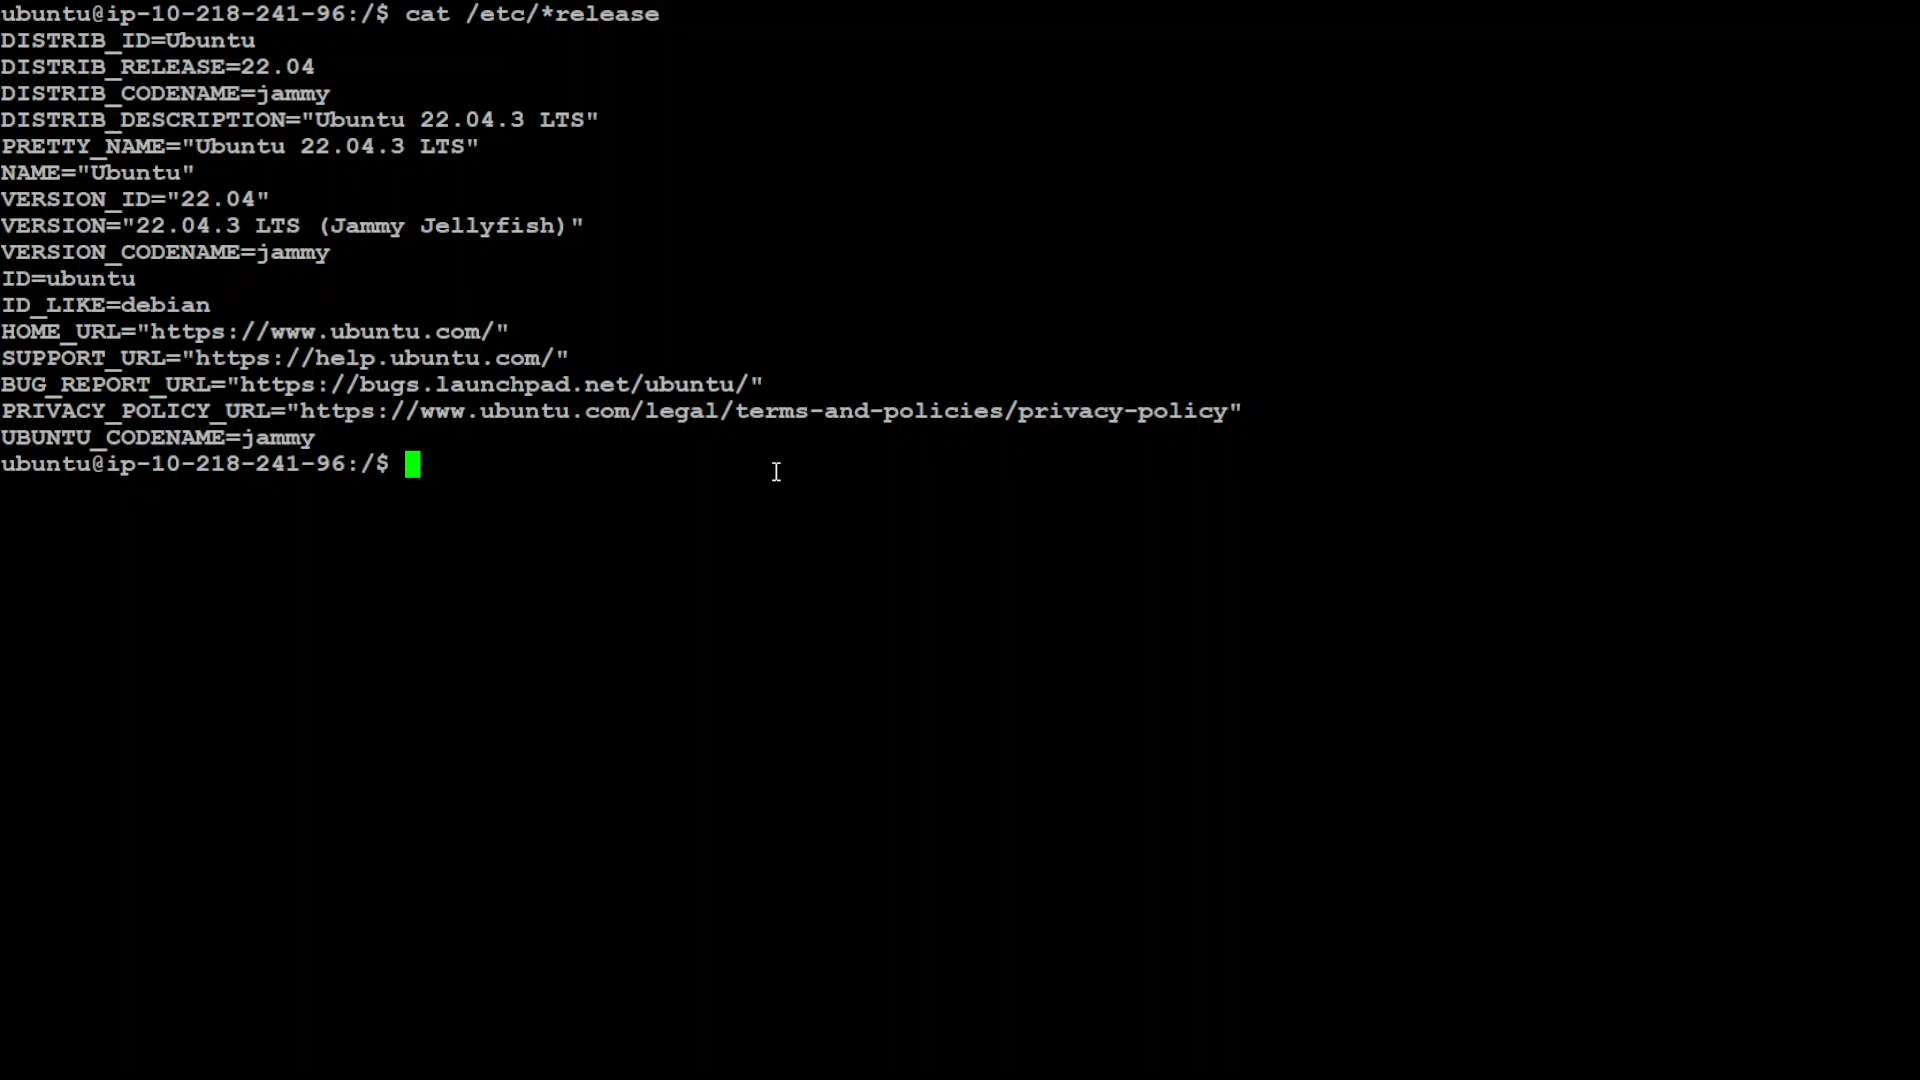 ubuntu@ip-10-218-241-96:/$ cat /etc/*release
DISTRIB_ID=Ubuntu
DISTRIB_RELEASE=22.04
DISTRIB_CODENAME=jammy
DISTRIB_DESCRIPTION="Ubuntu 22.04.3 LTS"
PRETTY_NAME="Ubuntu 22.04.3 LTS"
NAME="Ubuntu"
VERSION_ID="22.04"
VERSION="22.04.3 LTS (Jammy Jellyfish)"
VERSION_CODENAME=jammy
ID=ubuntu
ID_LIKE=debian
HOME_URL="https://www.ubuntu.com/"
SUPPORT_URL="https://help.ubuntu.com/"
BUG_REPORT_URL="https://bugs.launchpad.net/ubuntu/"
PRIVACY_POLICY_URL="https://www.ubuntu.com/legal/terms-and-policies/privacy-policy"
UBUNTU_CODENAME=jammy
ubuntu@ip-10-218-241-96:/$